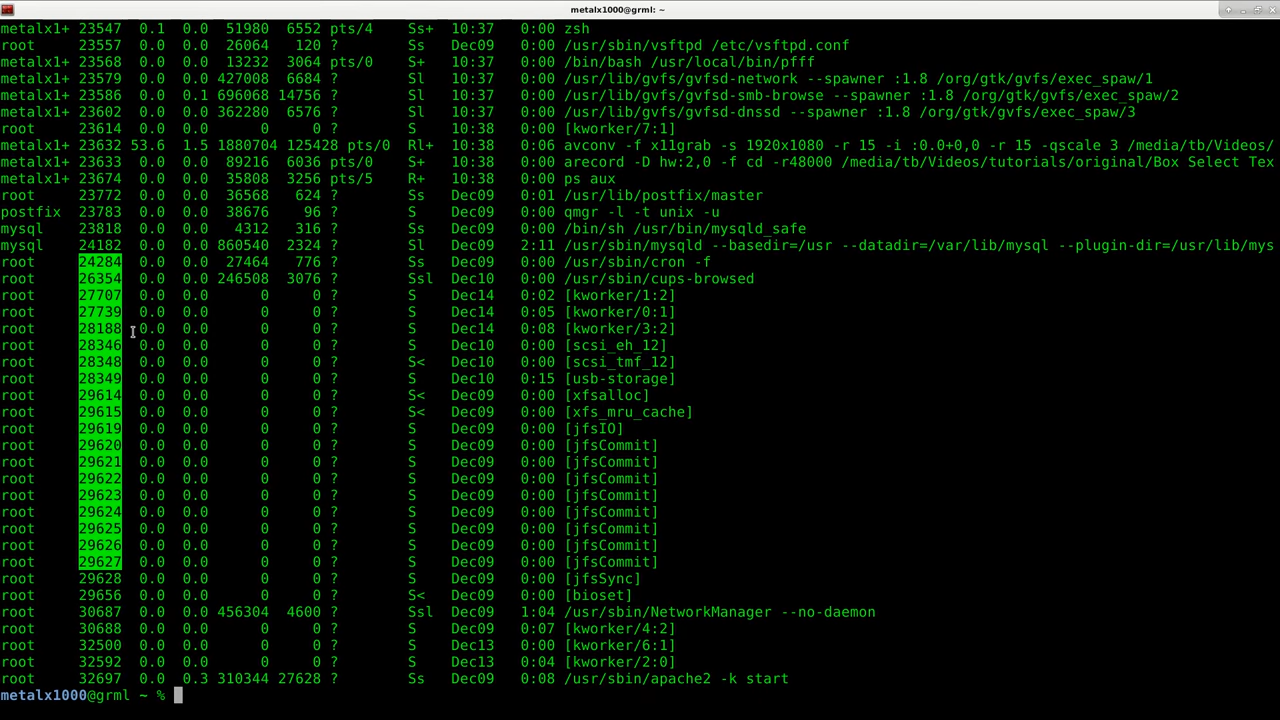 metalx1000@grml: ~
metalx1+ 23547 0.1 0.0 51980 6552 pts/4 Ss+ 10:37 0:00 zsh
root 23557 0.0 0.0 26064 120 ? Ss Dec09 0:00 /usr/sbin/vsftpd /etc/vsftpd.conf
metalx1+ 23568 0.0 0.0 13232 3064 pts/0 S+ 10:37 0:00 /bin/bash /usr/local/bin/pfff
metalx1+ 23579 0.0 0.0 427008 6684 ? Sl 10:37 0:00 /usr/lib/gvfs/gvfsd-network --spawner :1.8 /org/gtk/gvfs/exec_spaw/1
metalx1+ 23586 0.0 0.1 696068 14756 ? Sl 10:37 0:00 /usr/lib/gvfs/gvfsd-smb-browse --spawner :1.8 /org/gtk/gvfs/exec_spaw/2
metalx1+ 23602 0.0 0.0 362280 6576 ? Sl 10:37 0:00 /usr/lib/gvfs/gvfsd-dnssd --spawner :1.8 /org/gtk/gvfs/exec_spaw/3
root 23614 0.0 0.0 0 0 ? S 10:38 0:00 [kworker/7:1]
metalx1+ 23632 53.6 1.5 1880704 125428 pts/0 Rl+ 10:38 0:06 avconv -f x11grab -s 1920x1080 -r 15 -i :0.0+0,0 -r 15 -qscale 3 /media/tb/Videos/
metalx1+ 23633 0.0 0.0 89216 6036 pts/0 S+ 10:38 0:00 arecord -D hw:2,0 -f cd -r48000 /media/tb/Videos/tutorials/original/Box Select Tex
metalx1+ 23674 0.0 0.0 35808 3256 pts/5 R+ 10:38 0:00 ps aux
root 23772 0.0 0.0 36568 624 ? Ss Dec09 0:01 /usr/lib/postfix/master
postfix 23783 0.0 0.0 38676 96 ? S Dec09 0:00 qmgr -l -t unix -u
mysql 23818 0.0 0.0 4312 316 ? S Dec09 0:00 /bin/sh /usr/bin/mysqld_safe
mysql 24182 0.0 0.0 860540 2324 ? Sl Dec09 2:11 /usr/sbin/mysqld --basedir=/usr --datadir=/var/lib/mysql --plugin-dir=/usr/lib/mys
root 24284 0.0 0.0 27464 776 ? Ss Dec09 0:00 /usr/sbin/cron -f
root 26354 0.0 0.0 246508 3076 ? Ssl Dec10 0:00 /usr/sbin/cups-browsed
root 27707 0.0 0.0 0 0 ? S Dec14 0:02 [kworker/1:2]
root 27739 0.0 0.0 0 0 ? S Dec14 0:05 [kworker/0:1]
root 28188 0.0 0.0 0 0 ? S Dec14 0:08 [kworker/3:2]
root 28346 0.0 0.0 0 0 ? S Dec10 0:00 [scsi_eh_12]
root 28348 0.0 0.0 0 0 ? S< Dec10 0:00 [scsi_tmf_12]
root 28349 0.0 0.0 0 0 ? S Dec10 0:15 [usb-storage]
root 29614 0.0 0.0 0 0 ? S< Dec09 0:00 [xfsalloc]
root 29615 0.0 0.0 0 0 ? S< Dec09 0:00 [xfs_mru_cache]
root 29619 0.0 0.0 0 0 ? S Dec09 0:00 [jfsIO]
root 29620 0.0 0.0 0 0 ? S Dec09 0:00 [jfsCommit]
root 29621 0.0 0.0 0 0 ? S Dec09 0:00 [jfsCommit]
root 29622 0.0 0.0 0 0 ? S Dec09 0:00 [jfsCommit]
root 29623 0.0 0.0 0 0 ? S Dec09 0:00 [jfsCommit]
root 29624 0.0 0.0 0 0 ? S Dec09 0:00 [jfsCommit]
root 29625 0.0 0.0 0 0 ? S Dec09 0:00 [jfsCommit]
root 29626 0.0 0.0 0 0 ? S Dec09 0:00 [jfsCommit]
root 29627 0.0 0.0 0 0 ? S Dec09 0:00 [jfsCommit]
root 29628 0.0 0.0 0 0 ? S Dec09 0:00 [jfsSync]
root 29656 0.0 0.0 0 0 ? S< Dec09 0:00 [bioset]
root 30687 0.0 0.0 456304 4600 ? Ssl Dec09 1:04 /usr/sbin/NetworkManager --no-daemon
root 30688 0.0 0.0 0 0 ? S Dec09 0:07 [kworker/4:2]
root 32500 0.0 0.0 0 0 ? S Dec13 0:00 [kworker/6:1]
root 32592 0.0 0.0 0 0 ? S Dec13 0:04 [kworker/2:0]
root 32697 0.0 0.3 310344 27628 ? Ss Dec09 0:08 /usr/sbin/apache2 -k start
metalx1000@grml ~ %